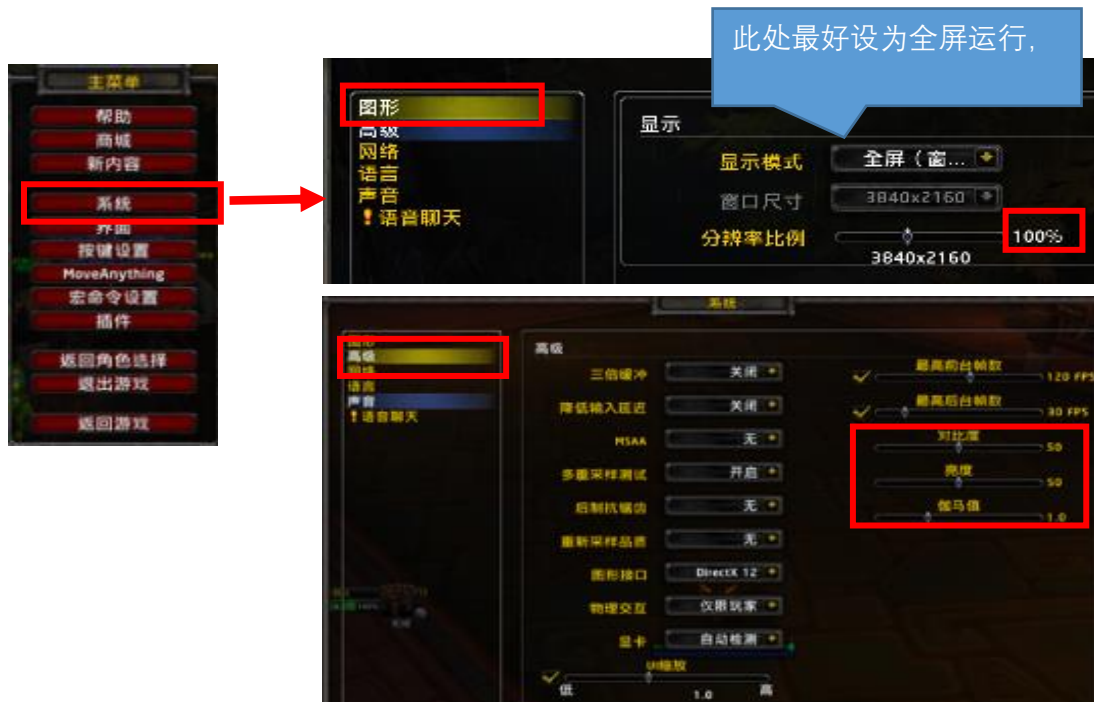 此处最好设为全屏运行,
主菜单
帮助
商城
新内容
系统
界面
按键设置
MoveAnything
宏命令设置
插件
返回角色选择
退出游戏
返回游戏
图形
高级
网络
语言
声音
！语音聊天
显示
显示模式 全屏（窗...
窗口尺寸 3840x2160
分辨率比例 100%
3840x2160
系统
图形
高级
网络
语言
声音
！语音聊天
高级
三倍缓冲 关闭
降低输入延迟 关闭
MSAA 无
多重采样测试 开启
后制抗锯齿 无
重新采样品质 无
图形接口 DirectX 12
物理交互 仅限玩家
显卡 自动检测
UI缩放
低 1.0 高
最高前台帧数
120 FPS
最高后台帧数
30 FPS
对比度
50
亮度
50
伽马值
1.0